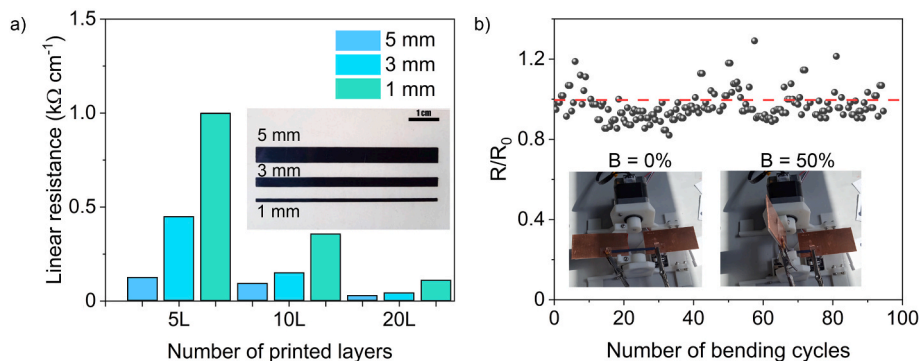 a)
1.5
1.0
0.5
0
Linear resistance (kΩ cm⁻¹)
5 mm
3 mm
1 mm
1 cm
5 mm
3 mm
1 mm
5L
10L
20L
Number of printed layers
b)
1.2
0.8
0.4
0
R/R₀
B = 0%
B = 50%
0
20
40
60
80
100
Number of bending cycles